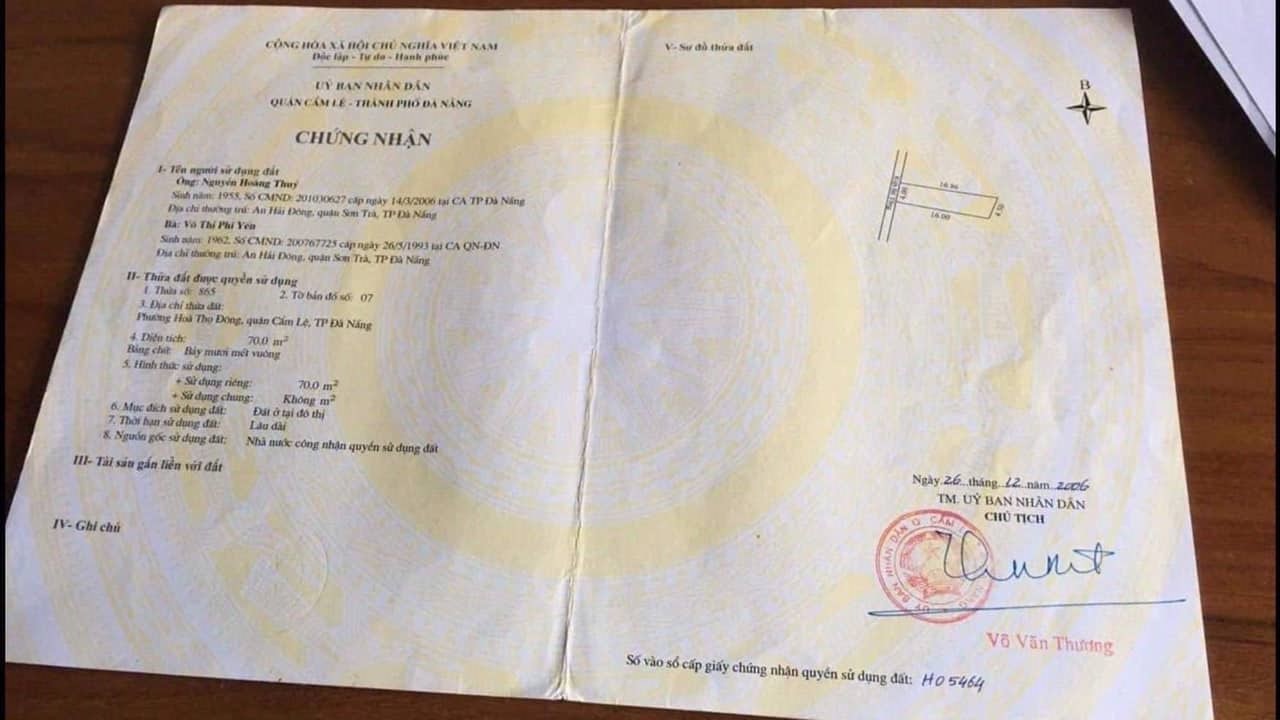 CỘNG HÒA XÃ HỘI CHỦ NGHĨA VIỆT NAM
Độc lập - Tự do - Hạnh phúc
UỶ BAN NHÂN DÂN
QUẬN CẨM LỆ - THÀNH PHỐ ĐÀ NẴNG
CHỨNG NHẬN
I- Tên người sử dụng đất
Ông: Nguyễn Hoàng Thuỷ
Sinh năm: 1955, Số CMND: 201030627 cấp ngày 14/3/2006 tại CA TP Đà Nẵng
Địa chỉ thường trú: An Hải Đông, quận Sơn Trà, TP Đà Nẵng
Bà: Võ Thị Phi Yến
Sinh năm: 1962, Số CMND: 200767725 cấp ngày 26/5/1993 tại CA QN-ĐN
Địa chỉ thường trú: An Hải Đông, quận Sơn Trà, TP Đà Nẵng
II- Thửa đất được quyền sử dụng
1. Thửa số: 865 2. Tờ bản đồ số: 07
3. Địa chỉ thửa đất:
Phường Hoà Thọ Đông, quận Cẩm Lệ, TP Đà Nẵng
4. Diện tích: 70.0 m²
Bằng chữ: Bảy mươi mét vuông
5. Hình thức sử dụng:
+ Sử dụng riêng: 70.0 m²
+ Sử dụng chung: Không m²
6. Mục đích sử dụng đất: Đất ở tại đô thị
7. Thời hạn sử dụng đất: Lâu dài
8. Nguồn gốc sử dụng đất: Nhà nước công nhận quyền sử dụng đất
III- Tài sản gắn liền với đất
IV- Ghi chú
V- Sơ đồ thửa đất
B
4.00
16.00
4.50
Ngày 26 tháng 12 năm 2006
TM. UỶ BAN NHÂN DÂN
CHỦ TỊCH
Võ Văn Thương
Số vào sổ cấp giấy chứng nhận quyền sử dụng đất: H05464